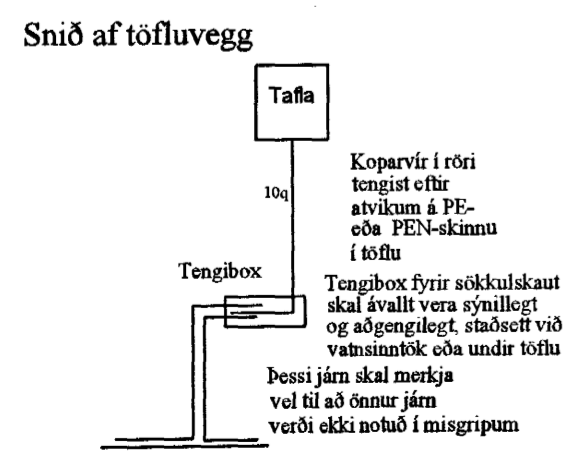 Snið af töfluvegg
Tafla
Koparvír í röri
tengist eftir
atvikum á PE-
eða PEN-skinnu
í töflu
10q
Tengibox
Tengibox fyrir sökkulskaut
skal ávallt vera sýnillegt
og aðgengilegt, staðsett við
vatnsinntök eða undir töflu
Þessi járn skal merkja
vel til að önnur járn
verði ekki notuð í misgripum